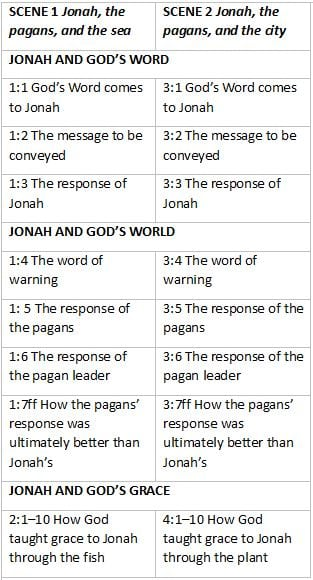 SCENE 1 Jonah, the
pagans, and the sea
SCENE 2 Jonah, the
pagans, and the city
JONAH AND GOD’S WORD
1:1 God’s Word comes
to Jonah
3:1 God’s Word comes
to Jonah
1:2 The message to be
conveyed
3:2 The message to be
conveyed
1:3 The response of
Jonah
3:3 The response of
Jonah
JONAH AND GOD’S WORLD
1:4 The word of
warning
3:4 The word of
warning
1: 5 The response of
the pagans
3:5 The response of the
pagans
1:6 The response of
the pagan leader
3:6 The response of the
pagan leader
1:7ff How the pagans’
response was
ultimately better than
Jonah’s
3:7ff How the pagans’
response was
ultimately better than
Jonah’s
JONAH AND GOD’S GRACE
2:1–10 How God
taught grace to Jonah
through the fish
4:1–10 How God
taught grace to Jonah
through the plant